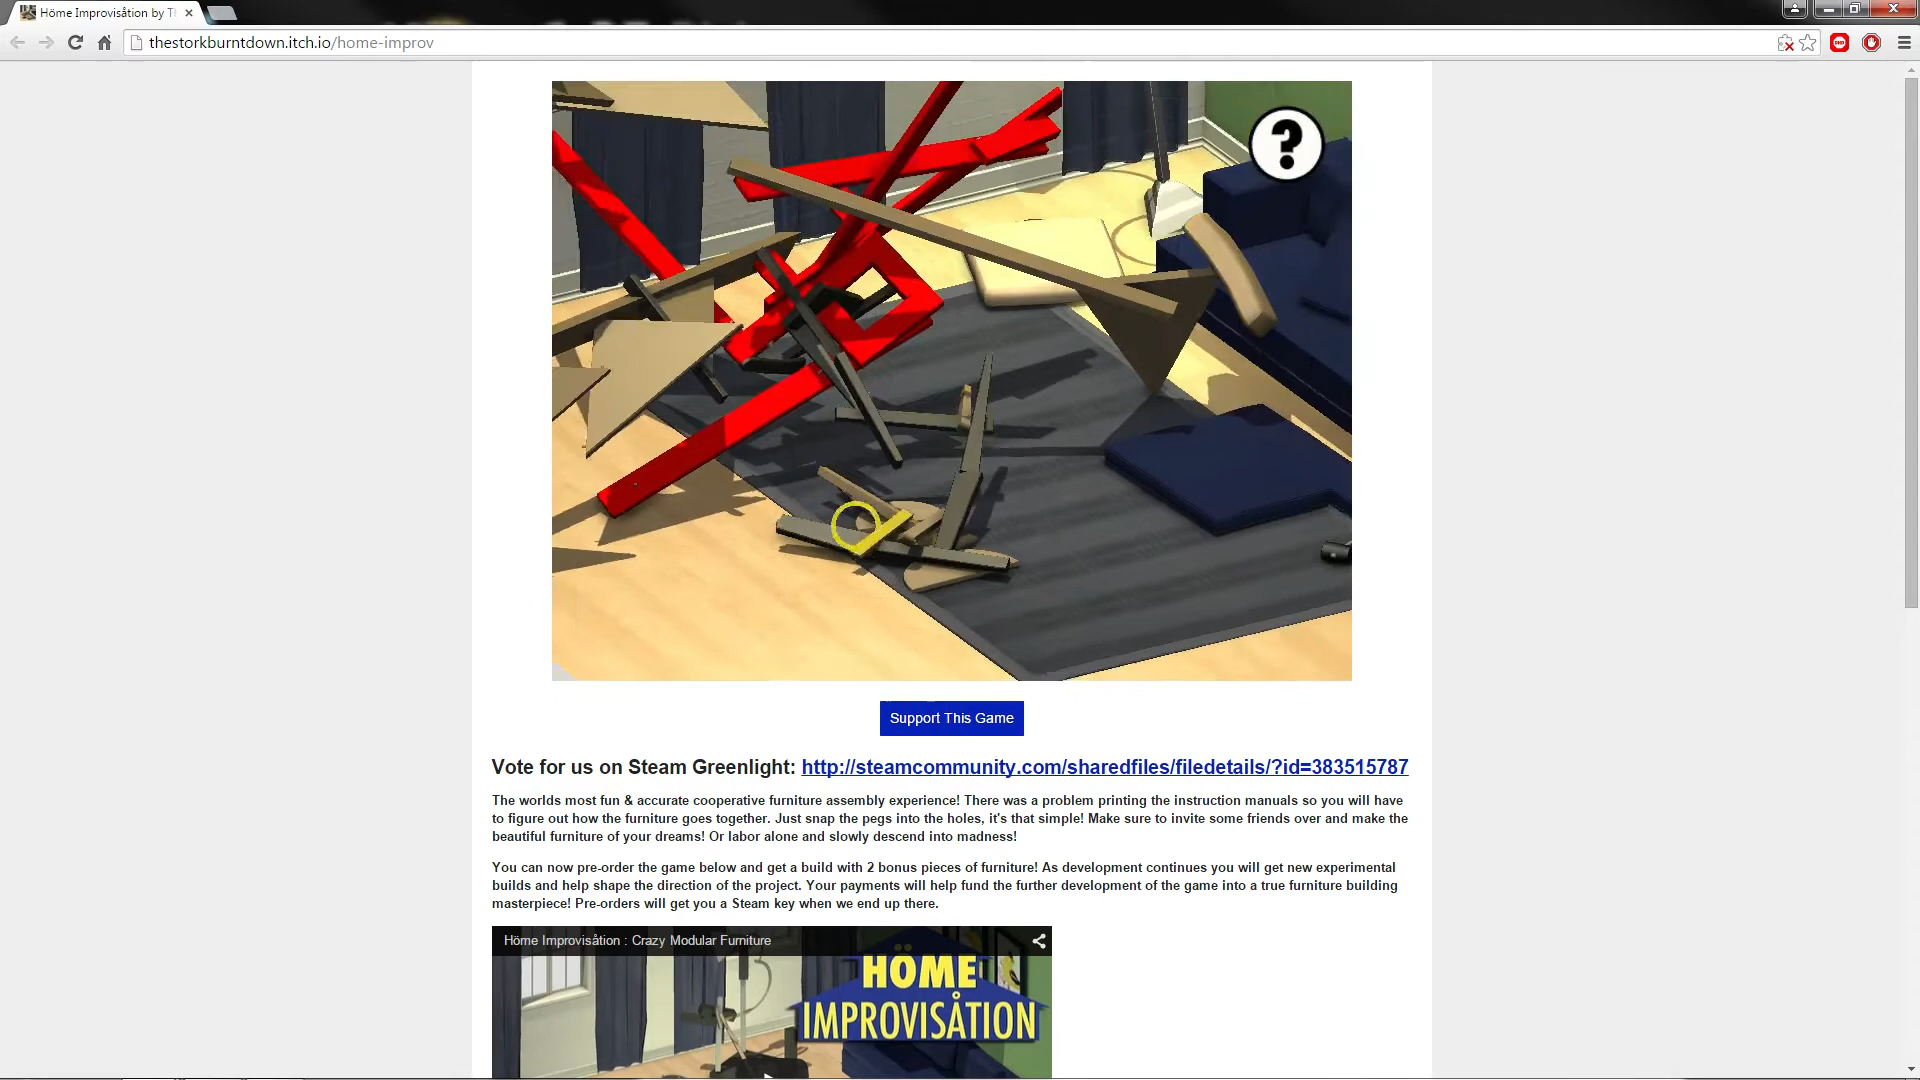 Höme Improvisåtion by T
thestorkburntdown.itch.io/home-improv
?
Support This Game
Vote for us on Steam Greenlight: http://steamcommunity.com/sharedfiles/filedetails/?id=383515787
The worlds most fun & accurate cooperative furniture assembly experience! There was a problem printing the instruction manuals so you will have
to figure out how the furniture goes together. Just snap the pegs into the holes, it's that simple! Make sure to invite some friends over and make the
beautiful furniture of your dreams! Or labor alone and slowly descend into madness!
You can now pre-order the game below and get a build with 2 bonus pieces of furniture! As development continues you will get new experimental
builds and help shape the direction of the project. Your payments will help fund the further development of the game into a true furniture building
masterpiece! Pre-orders will get you a Steam key when we end up there.
Höme Improvisåtion : Crazy Modular Furniture
HÖME
IMPROVISÅTION